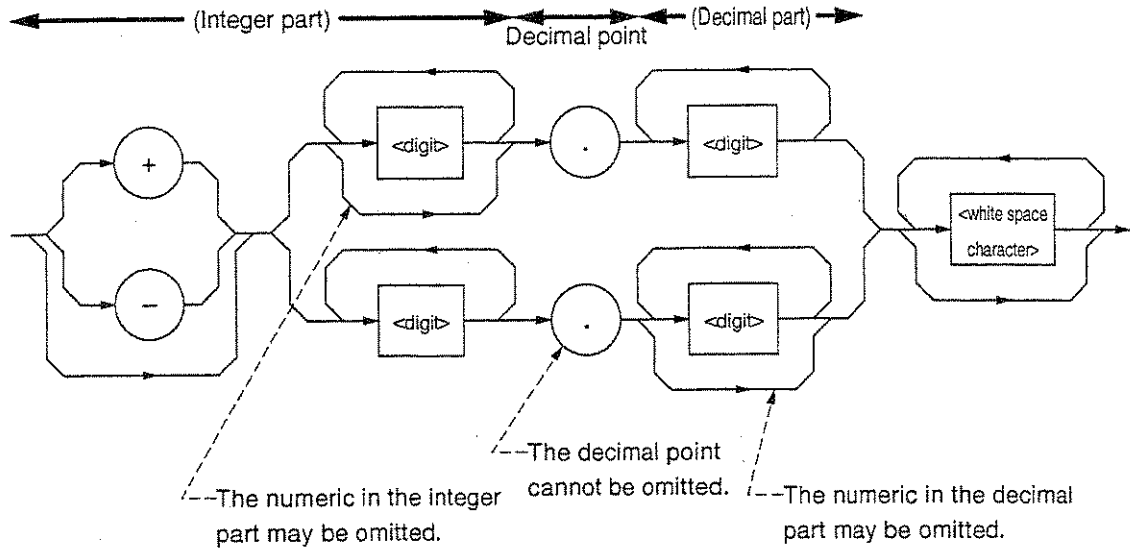 (Integer part)
Decimal point
(Decimal part)
<digit>
.
<digit>
+
<white space
character>
−
<digit>
.
<digit>
The decimal point
cannot be omitted.
The numeric in the integer
part may be omitted.
The numeric in the decimal
part may be omitted.